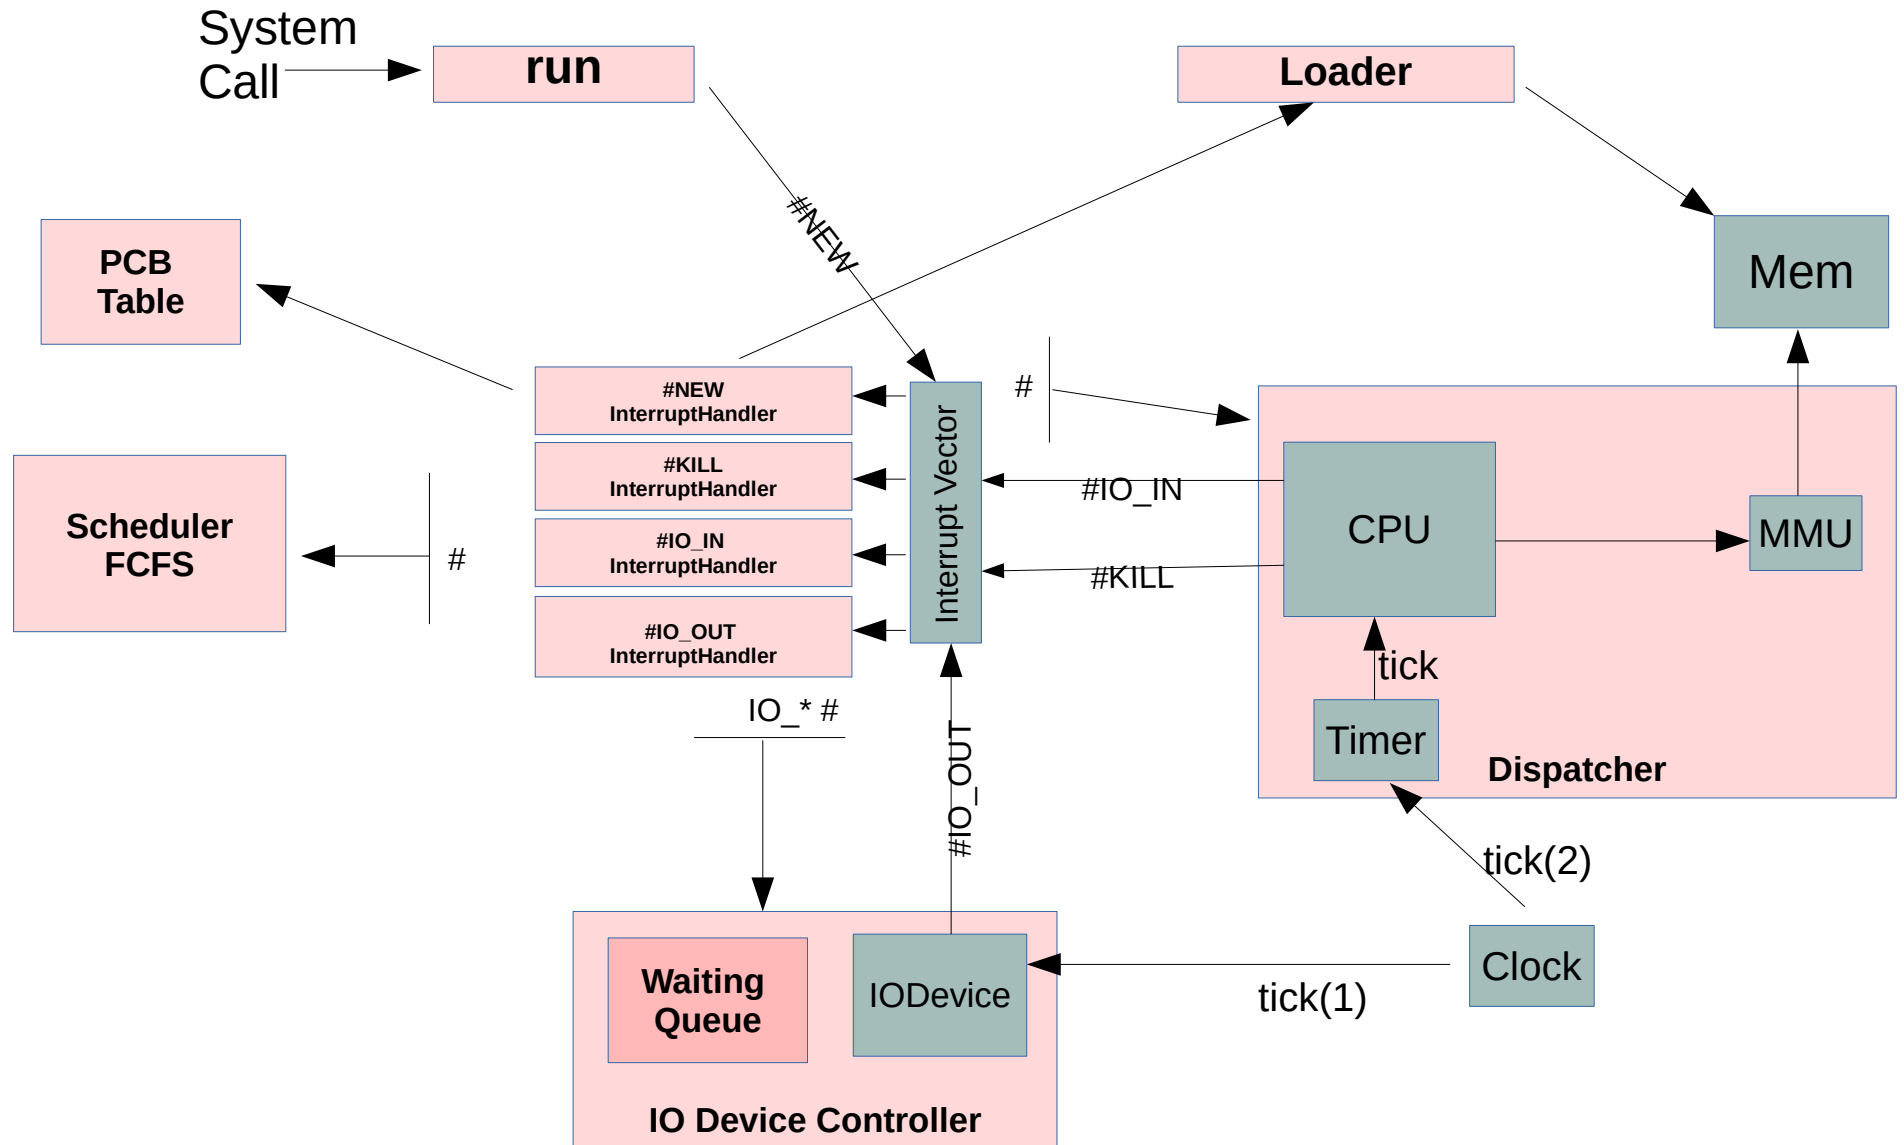 System
Call
run
Loader
#NEW
PCB
Table
Mem
#NEW
InterruptHandler
#
#KILL
InterruptHandler
Interrupt Vector
#IO_IN
CPU
MMU
Scheduler
FCFS
#
#IO_IN
InterruptHandler
#KILL
#IO_OUT
InterruptHandler
tick
IO_* #
#IO_OUT
Timer
Dispatcher
tick(2)
Waiting
Queue
IODevice
Clock
tick(1)
IO Device Controller